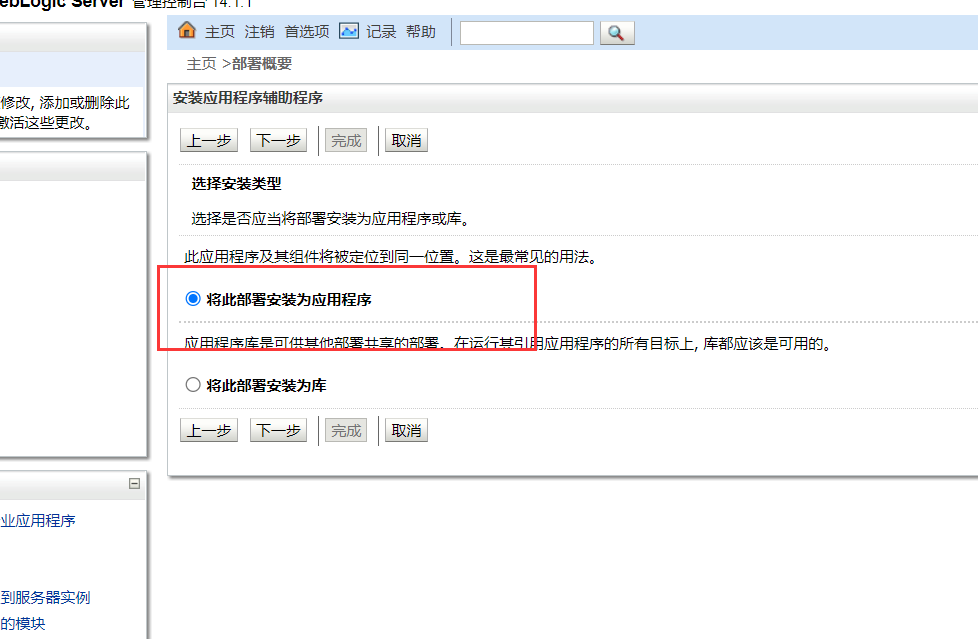 ebLogic Server 管理控制台 14.1.1
主页 注销 首选项 记录 帮助
主页 >部署概要
修改, 添加或删除此
激活这些更改。
安装应用程序辅助程序
上一步 下一步 完成 取消
选择安装类型
选择是否应当将部署安装为应用程序或库。
此应用程序及其组件将被定位到同一位置。这是最常见的用法。
将此部署安装为应用程序
应用程序库是可供其他部署共享的部署。在运行其引用应用程序的所有目标上, 库都应该是可用的。
将此部署安装为库
上一步 下一步 完成 取消
业应用程序
到服务器实例
的模块